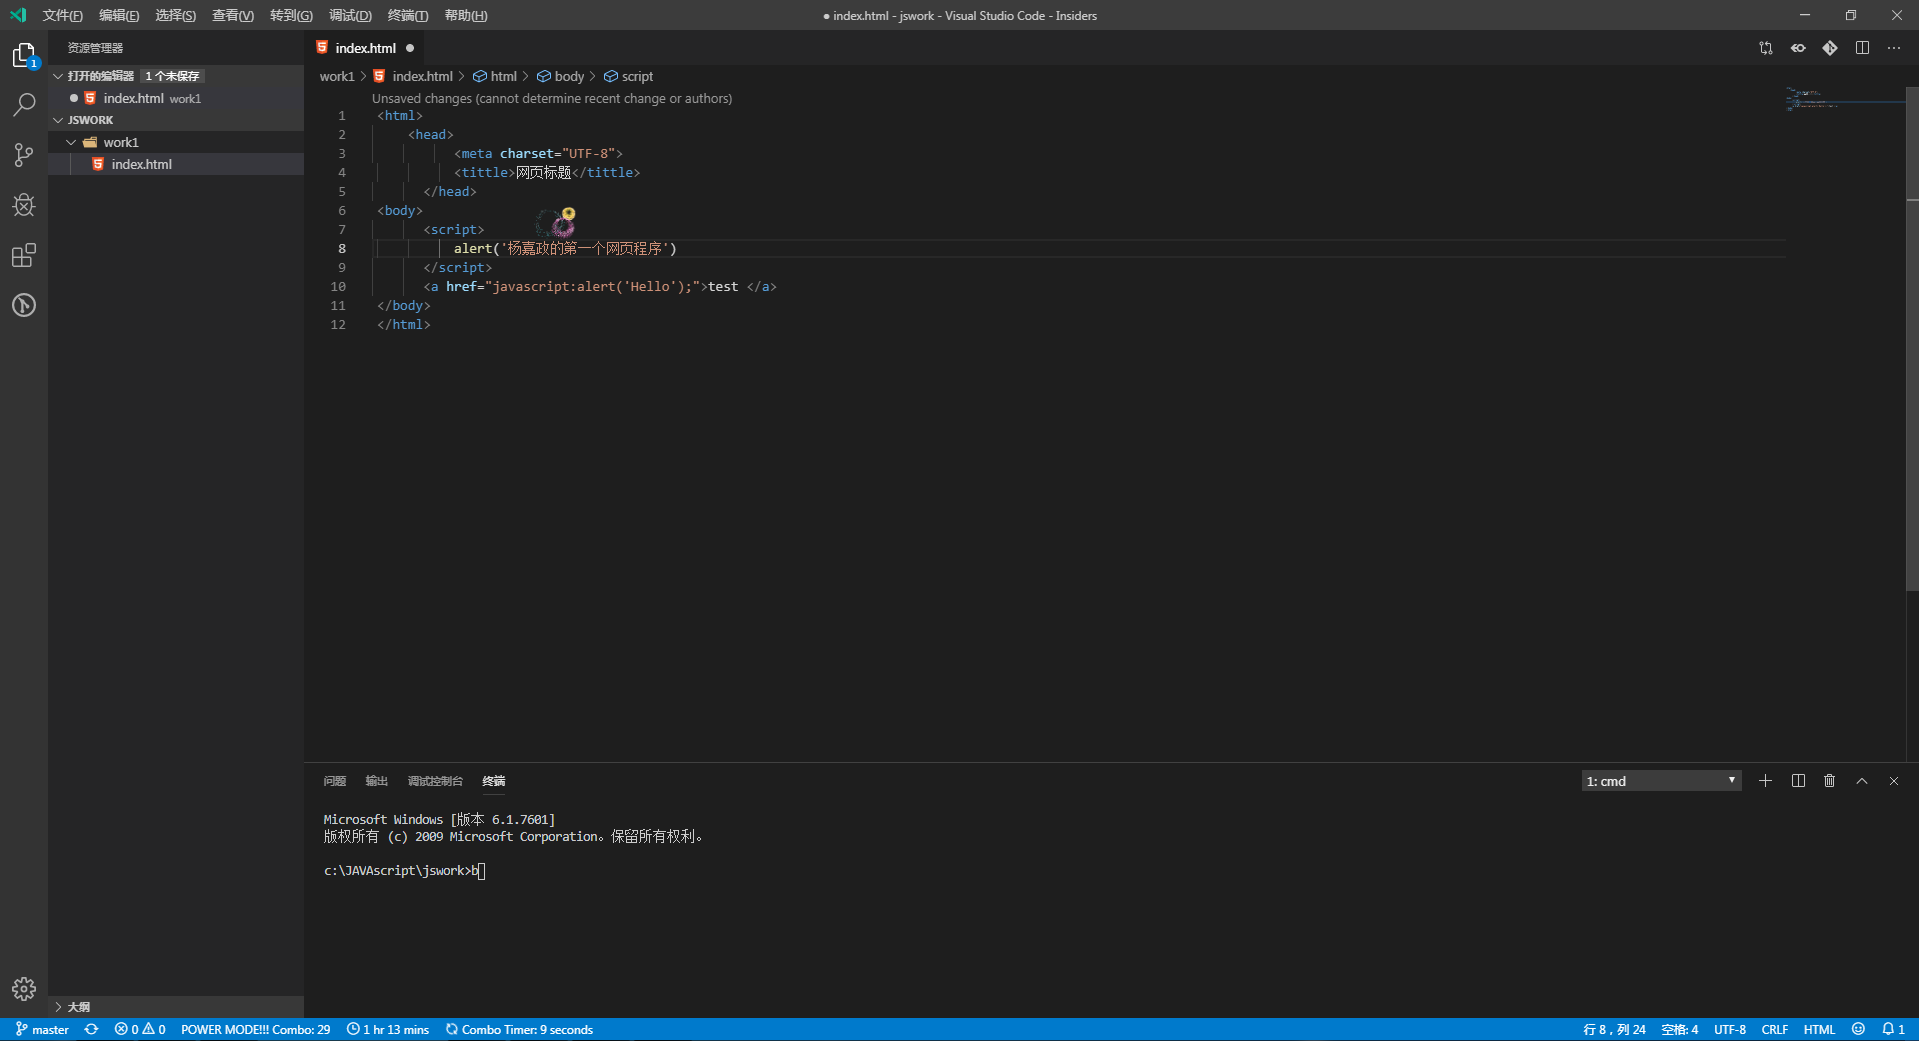 文件(F) 编辑(E) 选择(S) 查看(V) 转到(G) 调试(D) 终端(T) 帮助(H)
● index.html - jswork - Visual Studio Code - Insiders
1
资源管理器
打开的编辑器 1 个未保存
index.html work1
JSWORK
work1
index.html
大纲
index.html
work1 > index.html > html > body > script
Unsaved changes (cannot determine recent change or authors)
1 <html>
2 <head>
3 <meta charset="UTF-8">
4 <tittle>网页标题</tittle>
5 </head>
6 <body>
7 <script>
8 alert('杨嘉政的第一个网页程序')
9 </script>
10 <a href="javascript:alert('Hello');">test </a>
11 </body>
12 </html>
问题 输出 调试控制台 终端 1: cmd
Microsoft Windows [版本 6.1.7601]
版权所有 (c) 2009 Microsoft Corporation。保留所有权利。
c:\JAVAscript\jswork>b
master 0 0 POWER MODE!!! Combo: 29 1 hr 13 mins Combo Timer: 9 seconds 行 8，列 24 空格: 4 UTF-8 CRLF HTML 1